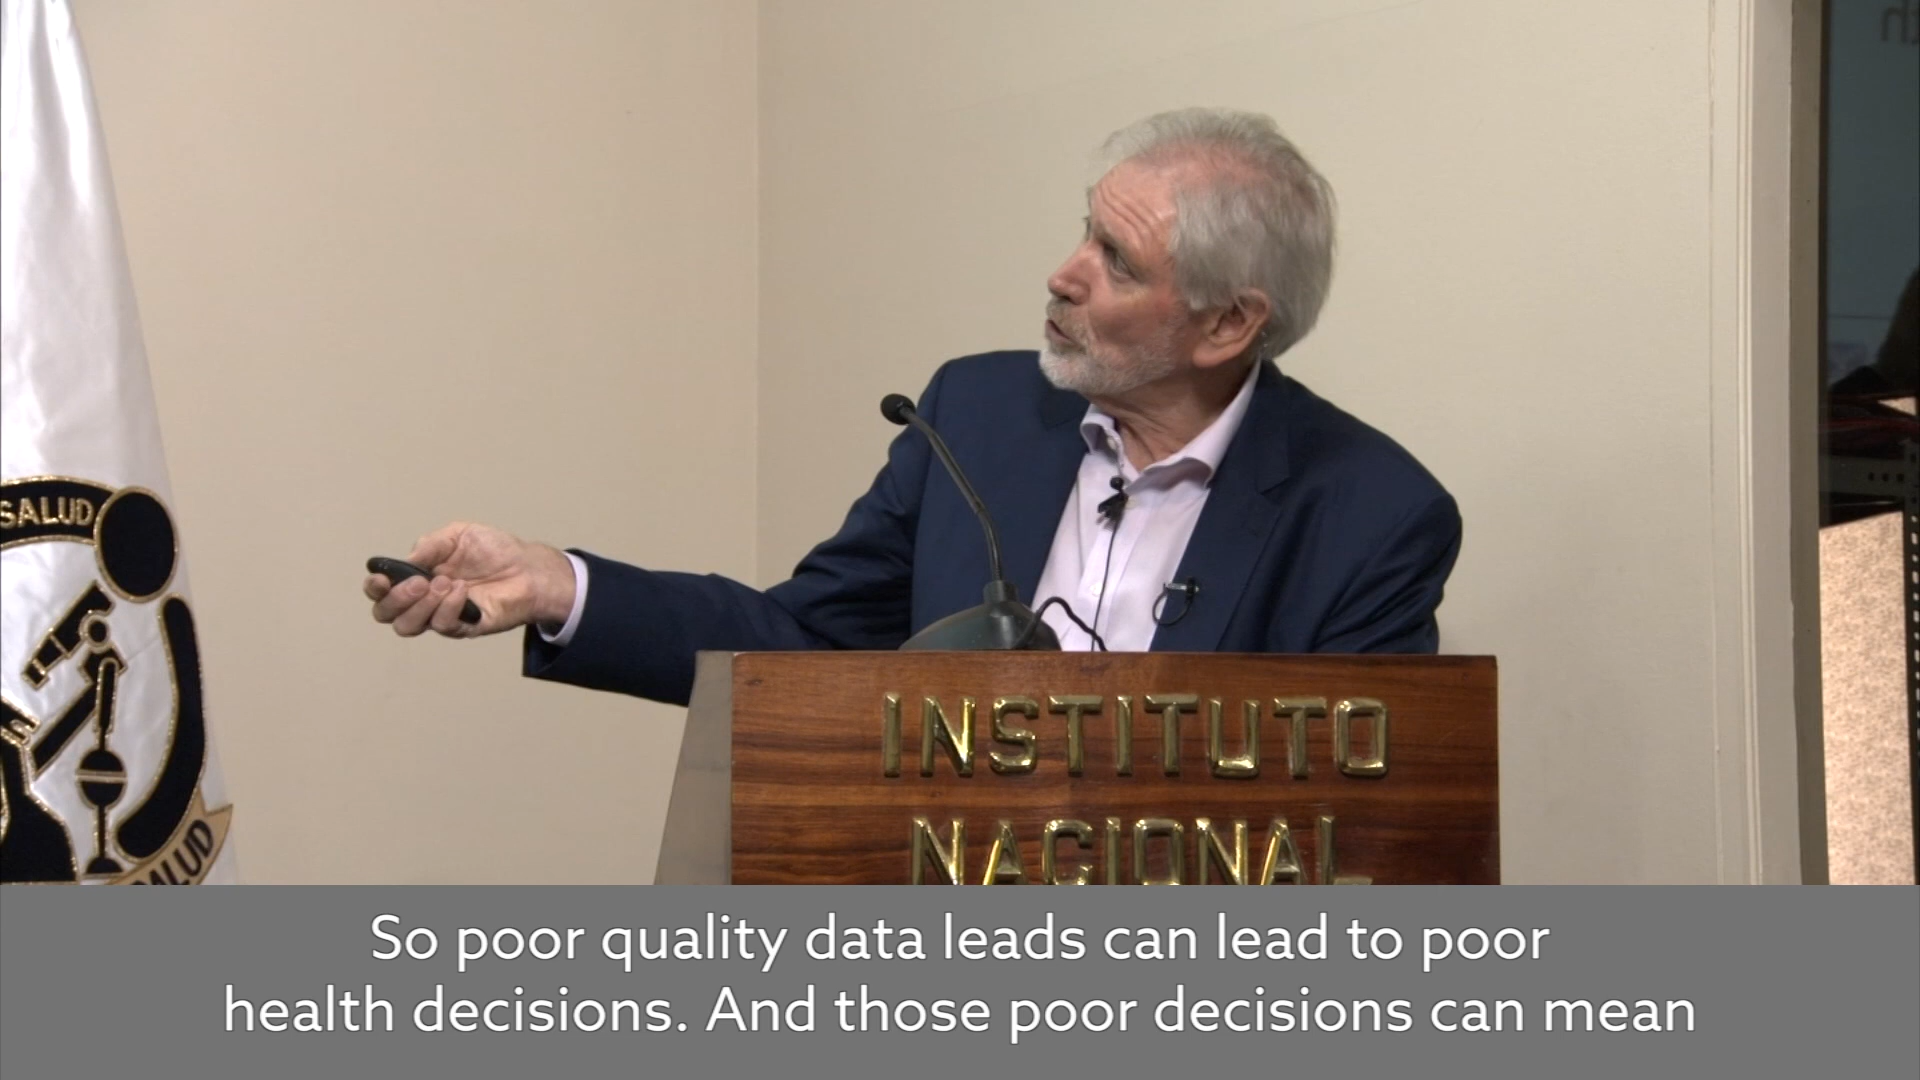 SALUD
SALUD
INSTITUTO
NACIONAL
So poor quality data leads can lead to poor
health decisions. And those poor decisions can mean